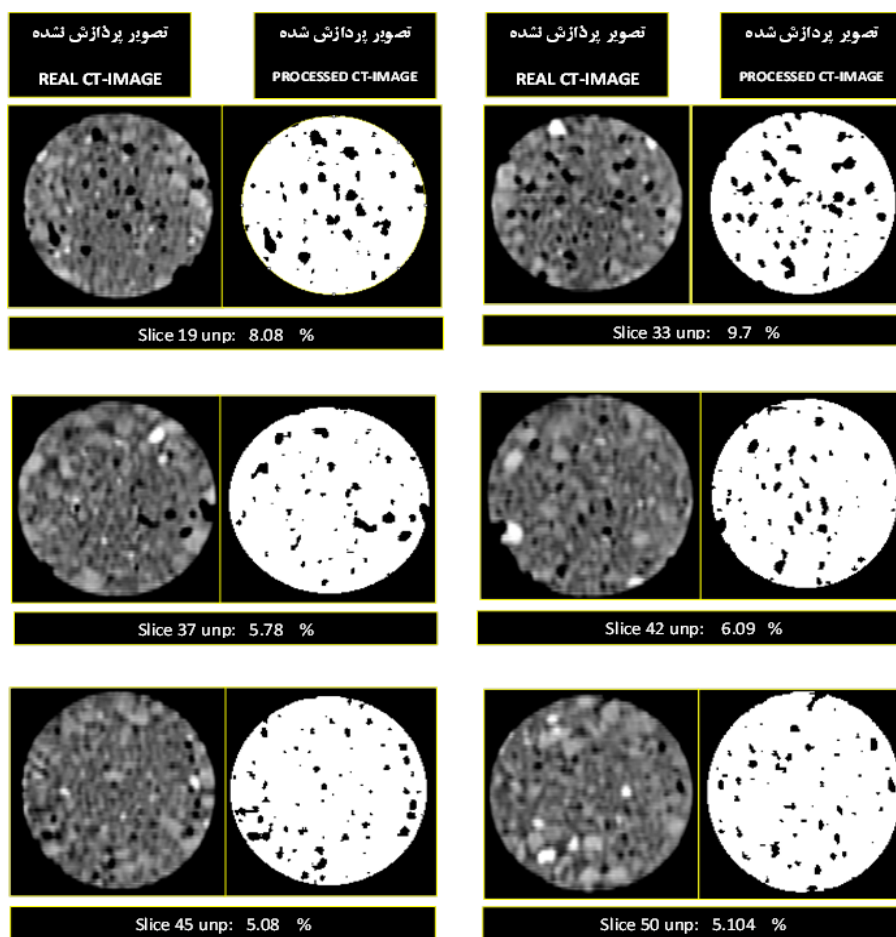 تصویر پردازش نشده
REAL CT-IMAGE
تصویر پردازش شده
PROCESSED CT-IMAGE
تصویر پردازش نشده
REAL CT-IMAGE
تصویر پردازش شده
PROCESSED CT-IMAGE
Slice 19 unp: 8.08 %
Slice 33 unp: 9.7 %
Slice 37 unp: 5.78 %
Slice 42 unp: 6.09 %
Slice 45 unp: 5.08 %
Slice 50 unp: 5.104 %